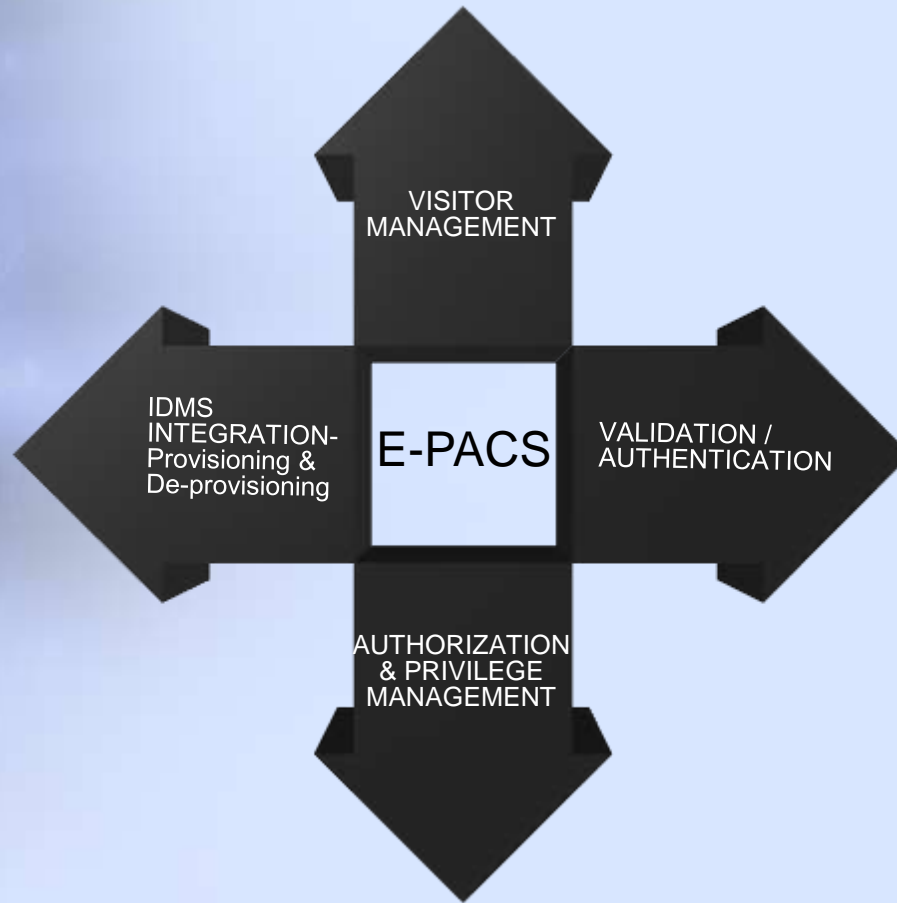 VISITOR
MANAGEMENT
IDMS
INTEGRATION-
Provisioning &
De-provisioning
E-PACS
VALIDATION /
AUTHENTICATION
AUTHORIZATION
& PRIVILEGE
MANAGEMENT